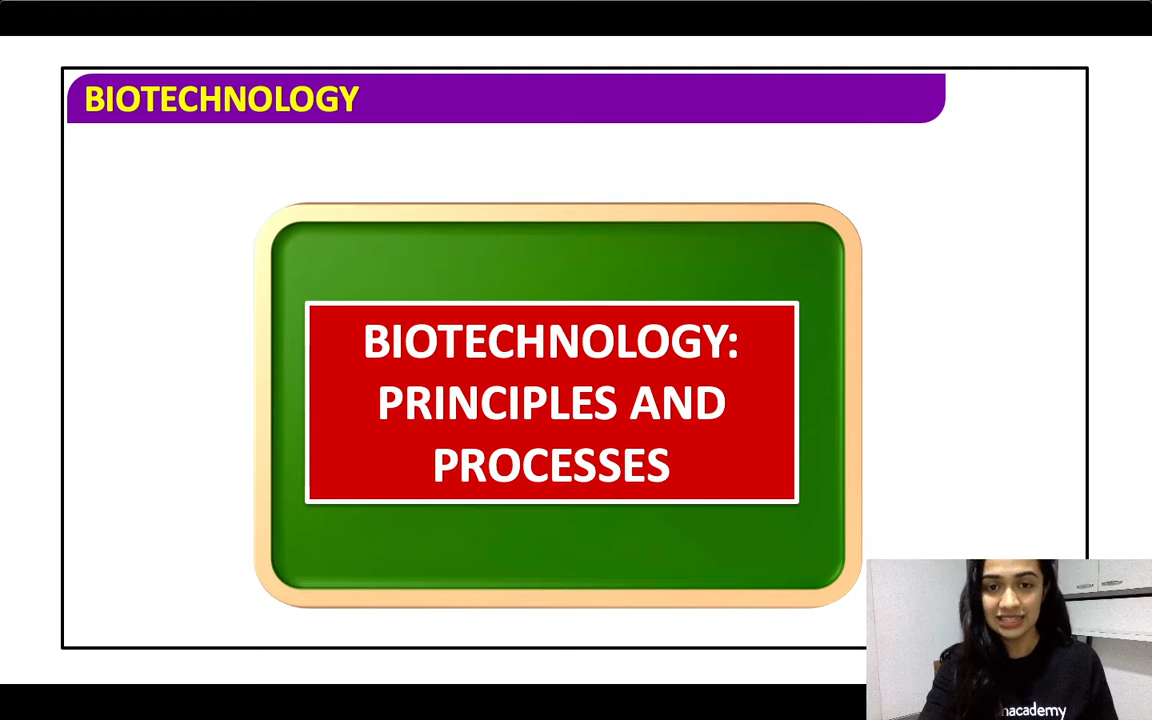 BIOTECHNOLOGY
BIOTECHNOLOGY:
PRINCIPLES AND
PROCESSES
nacademy